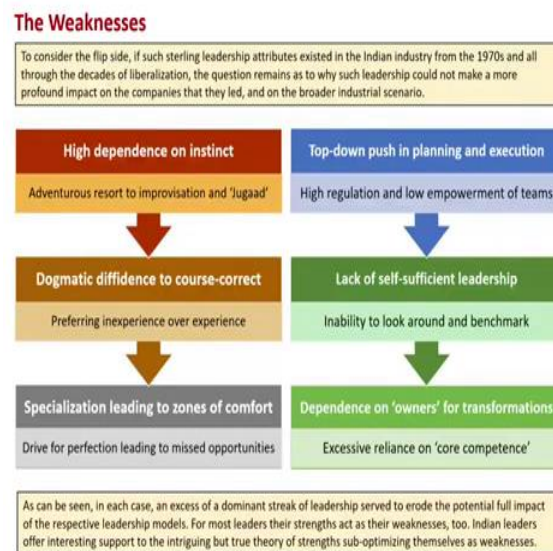 The Weaknesses
To consider the flip side, if such sterling leadership attributes existed in the Indian industry from the 1970s and all
through the decades of liberalization, the question remains as to why such leadership could not make a more
profound impact on the companies that they led, and on the broader industrial scenario.
High dependence on instinct
Adventurous resort to improvisation and 'Jugaad'
Dogmatic diffidence to course-correct
Preferring inexperience over experience
Specialization leading to zones of comfort
Drive for perfection leading to missed opportunities
Top-down push in planning and execution
High regulation and low empowerment of teams
Lack of self-sufficient leadership
Inability to look around and benchmark
Dependence on 'owners' for transformations
Excessive reliance on 'core competence'
As can be seen, in each case, an excess of a dominant streak of leadership served to erode the potential full impact
of the respective leadership models. For most leaders their strengths act as their weaknesses, too. Indian leaders
offer interesting support to the intriguing but true theory of strengths sub-optimizing themselves as weaknesses.